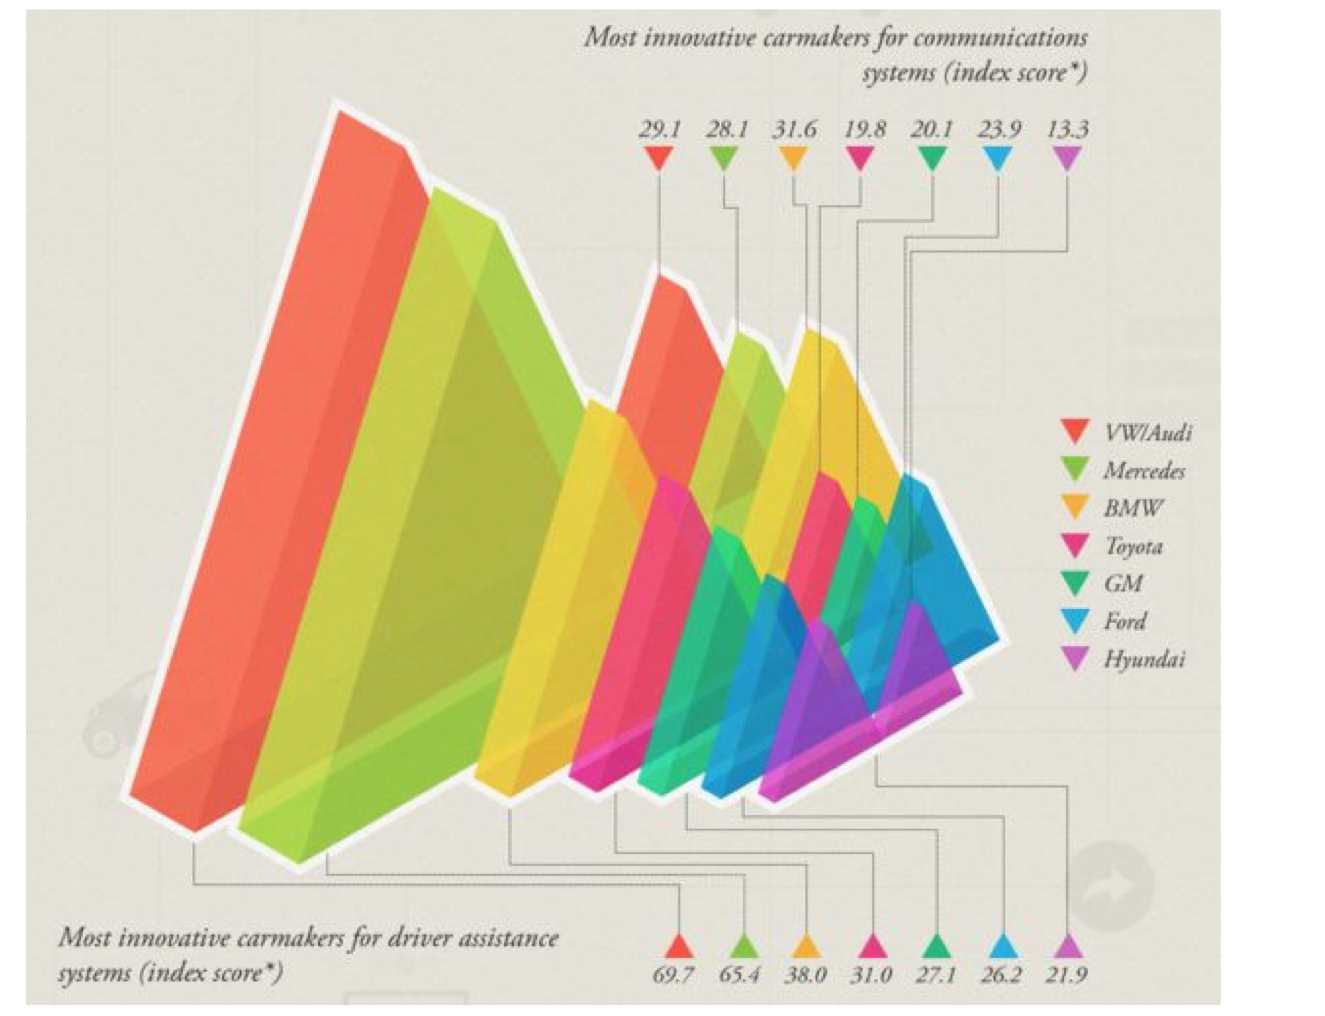 Most innovative carmakers for communications
systems (index score*)
29.1 28.1 31.6 19.8 20.1 23.9 13.3
VW/Audi
Mercedes
BMW
Toyota
GM
Ford
Hyundai
Most innovative carmakers for driver assistance
systems (index score*)
69.7 65.4 38.0 31.0 27.1 26.2 21.9